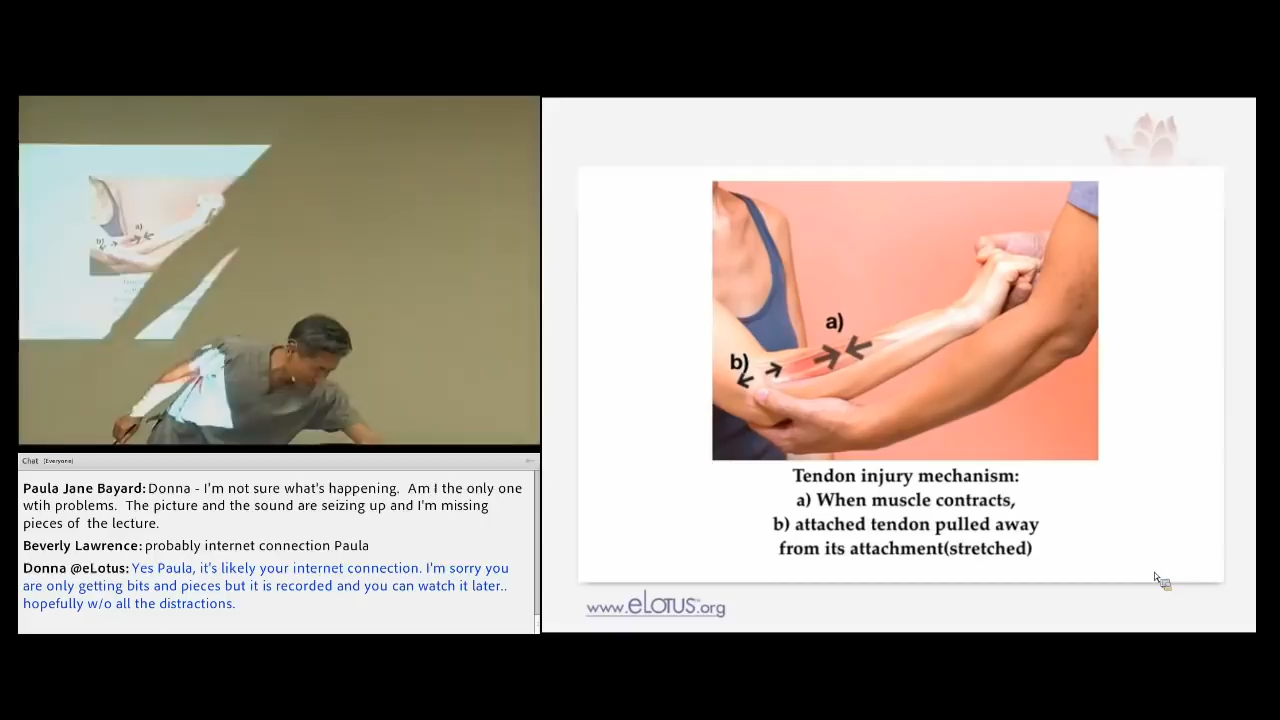 a)
b)
Chat (Everyone)
Paula Jane Bayard: Donna - I'm not sure what's happening. Am I the only one
wtih problems. The picture and the sound are seizing up and I'm missing
pieces of the lecture.
Beverly Lawrence: probably internet connection Paula
Donna @eLotus: Yes Paula, it's likely your internet connection. I'm sorry you
are only getting bits and pieces but it is recorded and you can watch it later..
hopefully w/o all the distractions.
a)
b)
Tendon injury mechanism:
a) When muscle contracts,
b) attached tendon pulled away
from its attachment(stretched)
www.eLOTUS.org